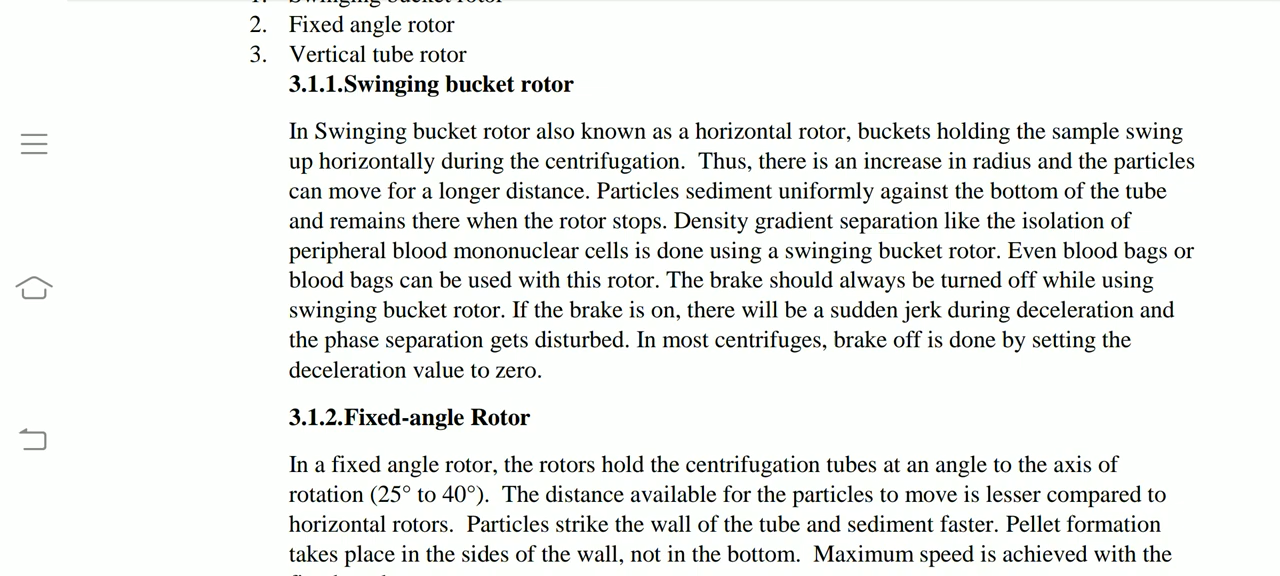 1. Swinging bucket rotor
2. Fixed angle rotor
3. Vertical tube rotor
3.1.1.Swinging bucket rotor
In Swinging bucket rotor also known as a horizontal rotor, buckets holding the sample swing
up horizontally during the centrifugation. Thus, there is an increase in radius and the particles
can move for a longer distance. Particles sediment uniformly against the bottom of the tube
and remains there when the rotor stops. Density gradient separation like the isolation of
peripheral blood mononuclear cells is done using a swinging bucket rotor. Even blood bags or
blood bags can be used with this rotor. The brake should always be turned off while using
swinging bucket rotor. If the brake is on, there will be a sudden jerk during deceleration and
the phase separation gets disturbed. In most centrifuges, brake off is done by setting the
deceleration value to zero.
3.1.2.Fixed-angle Rotor
In a fixed angle rotor, the rotors hold the centrifugation tubes at an angle to the axis of
rotation (25° to 40°). The distance available for the particles to move is lesser compared to
horizontal rotors. Particles strike the wall of the tube and sediment faster. Pellet formation
takes place in the sides of the wall, not in the bottom. Maximum speed is achieved with the